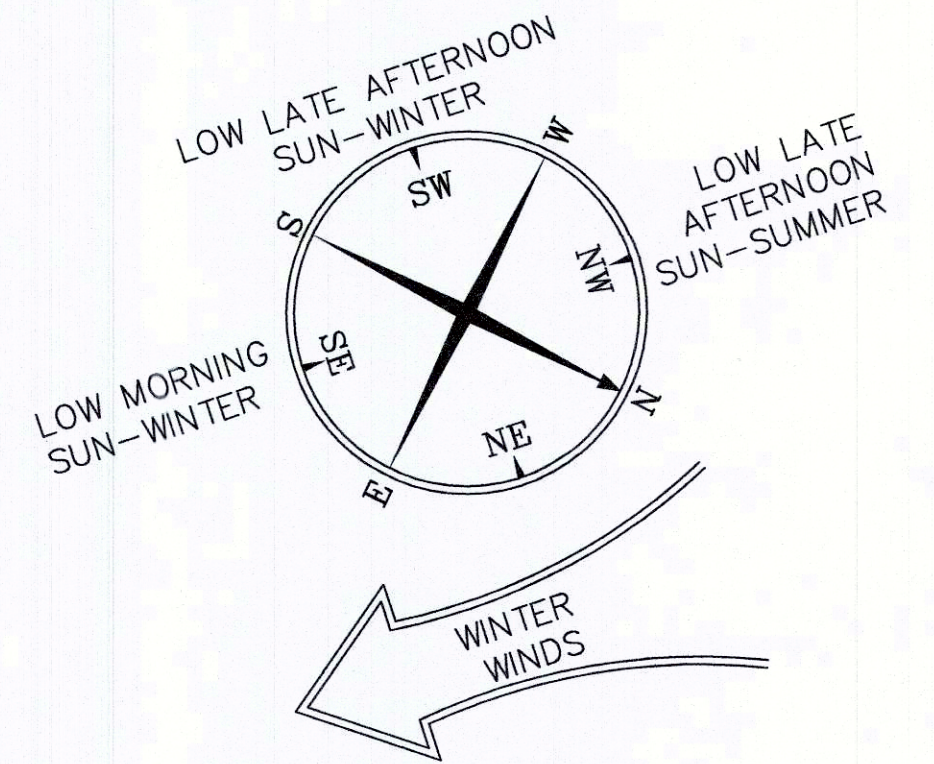 LOW LATE AFTERNOON
SUN-WINTER
W
LOW LATE
AFTERNOON
SUN-SUMMER
SW
S
NW
SE
LOW MORNING
SUN-WINTER
N
NE
E
WINTER
WINDS